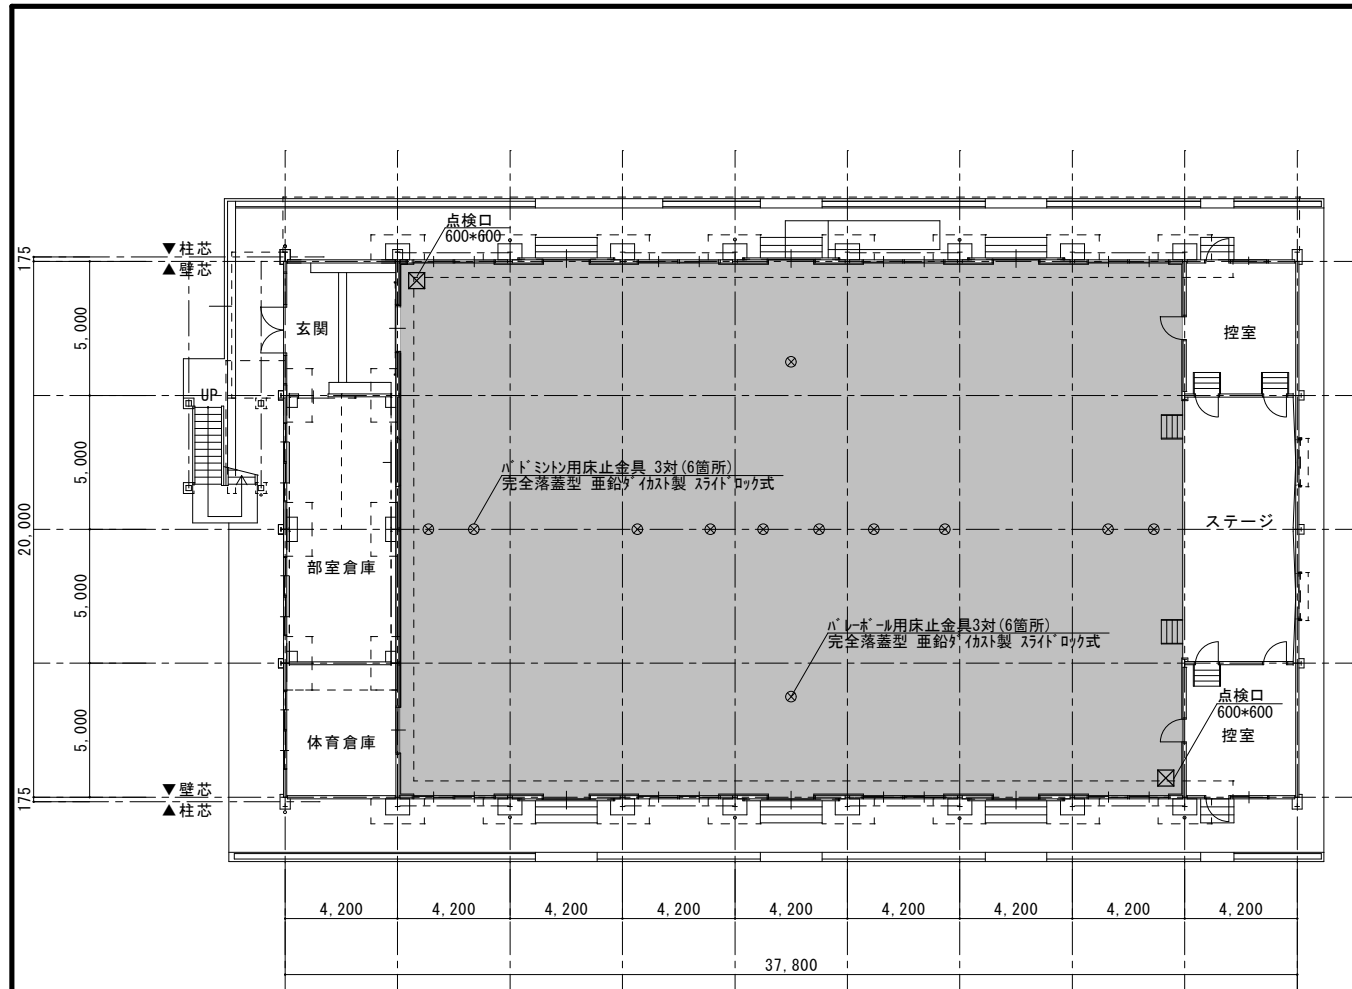 点検口
600*600
▼柱芯
▲壁芯
175
玄関
控室
5,000
UP
5,000
バドミントン用床止金具 3対(6箇所)
完全落蓋型 亜鉛ダイカスト製 スライドロック式
ステージ
20,000
部室倉庫
5,000
バレーボール用床止金具3対(6箇所)
完全落蓋型 亜鉛ダイカスト製 スライドロック式
点検口
600*600
控室
5,000
体育倉庫
▼壁芯
▲柱芯
175
4,200
4,200
4,200
4,200
4,200
4,200
4,200
4,200
4,200
37,800